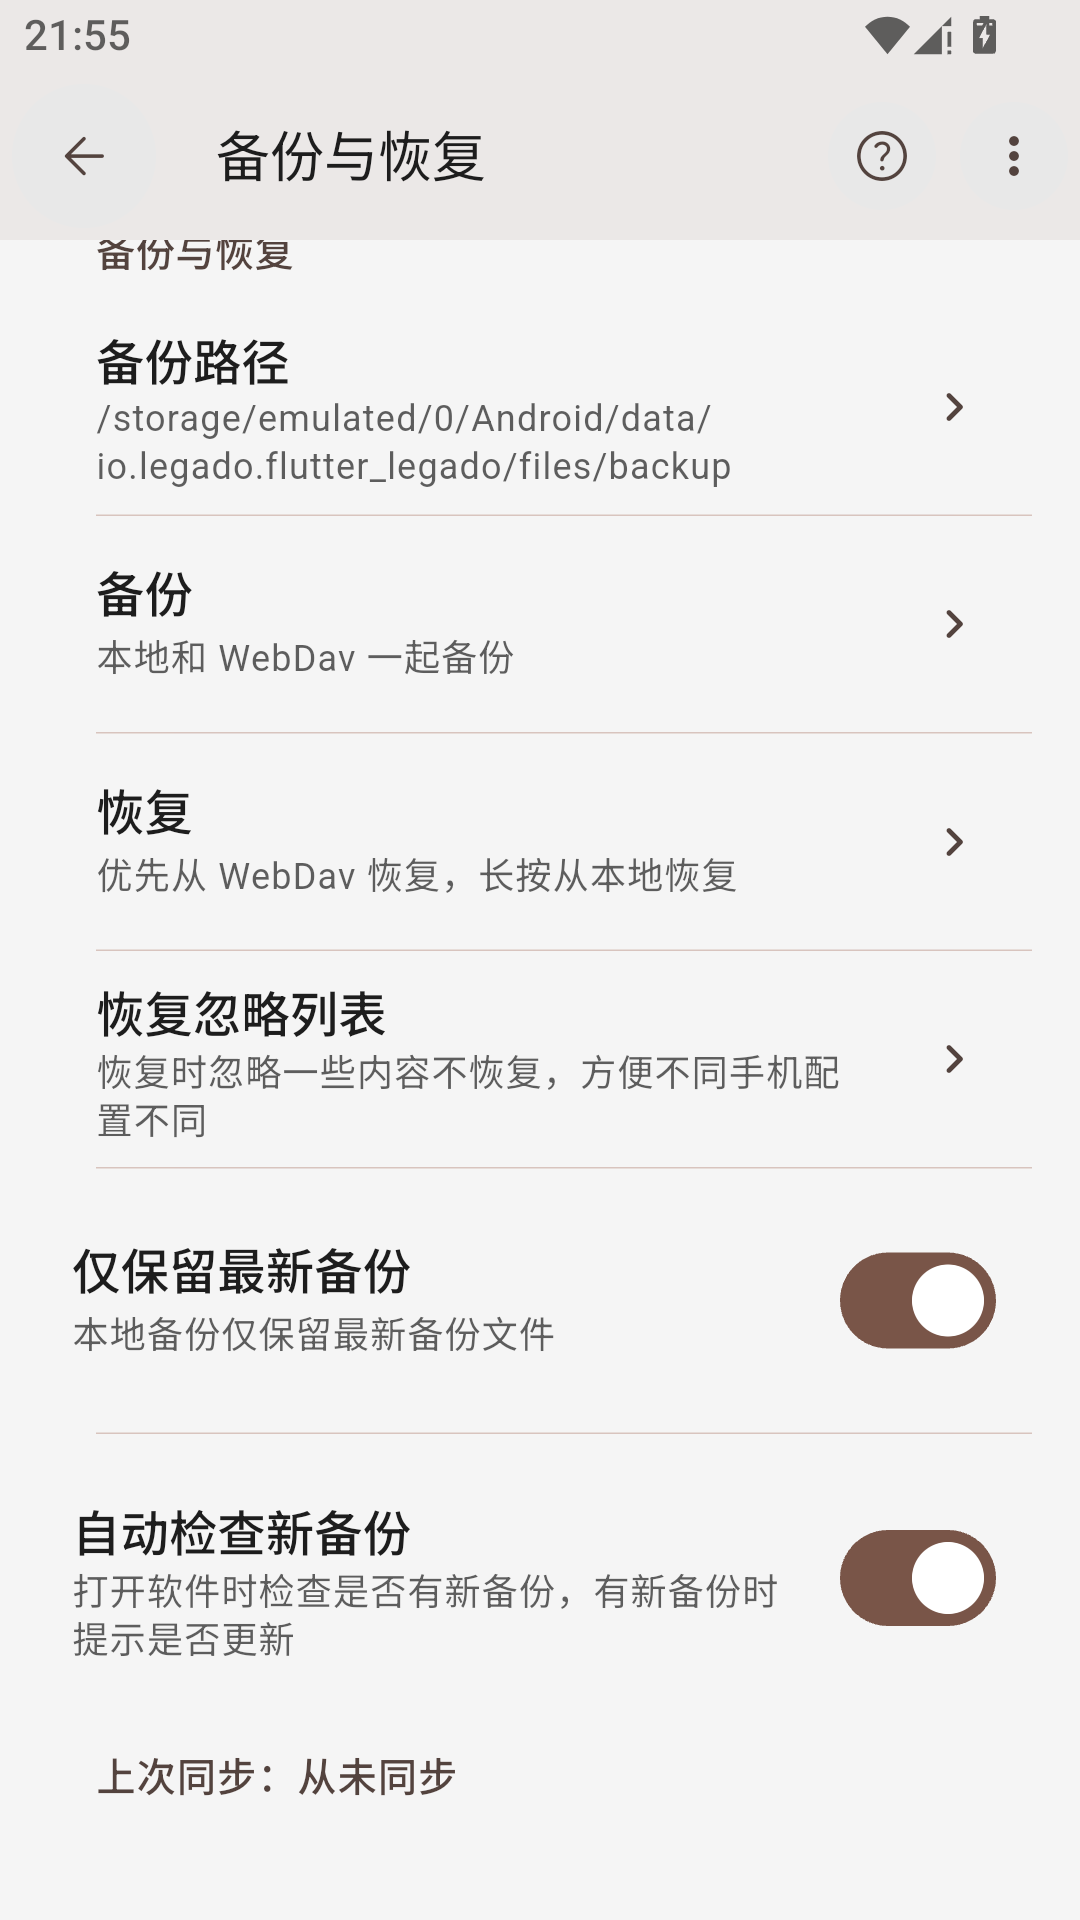 21:55
备份与恢复
备份与恢复
备份路径
/storage/emulated/0/Android/data/
io.legado.flutter_legado/files/backup
备份
本地和 WebDav 一起备份
恢复
优先从 WebDav 恢复，长按从本地恢复
恢复忽略列表
恢复时忽略一些内容不恢复，方便不同手机配
置不同
仅保留最新备份
本地备份仅保留最新备份文件
自动检查新备份
打开软件时检查是否有新备份，有新备份时
提示是否更新
上次同步：从未同步